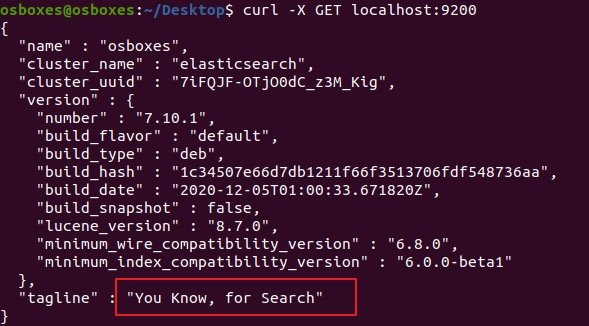 osboxes@osboxes:~/Desktop$ curl -X GET localhost:9200
{
  "name" : "osboxes",
  "cluster_name" : "elasticsearch",
  "cluster_uuid" : "7iFQJF-OTjO0dC_z3M_Kig",
  "version" : {
    "number" : "7.10.1",
    "build_flavor" : "default",
    "build_type" : "deb",
    "build_hash" : "1c34507e66d7db1211f66f3513706fdf548736aa",
    "build_date" : "2020-12-05T01:00:33.671820Z",
    "build_snapshot" : false,
    "lucene_version" : "8.7.0",
    "minimum_wire_compatibility_version" : "6.8.0",
    "minimum_index_compatibility_version" : "6.0.0-beta1"
  },
  "tagline" : "You Know, for Search"
}